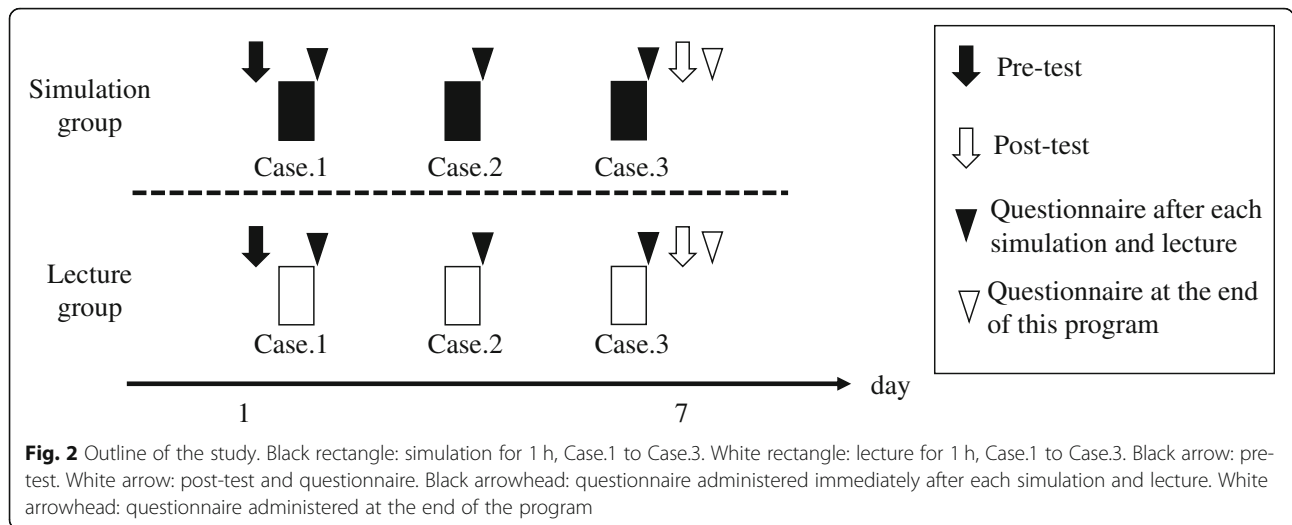 Simulation
group
Case.1 Case.2 Case.3
Lecture
group
Case.1 Case.2 Case.3
day
1 7
Pre-test
Post-test
Questionnaire after each
simulation and lecture
Questionnaire at the end
of this program
Fig. 2 Outline of the study. Black rectangle: simulation for 1 h, Case.1 to Case.3. White rectangle: lecture for 1 h, Case.1 to Case.3. Black arrow: pre-
test. White arrow: post-test and questionnaire. Black arrowhead: questionnaire administered immediately after each simulation and lecture. White
arrowhead: questionnaire administered at the end of the program